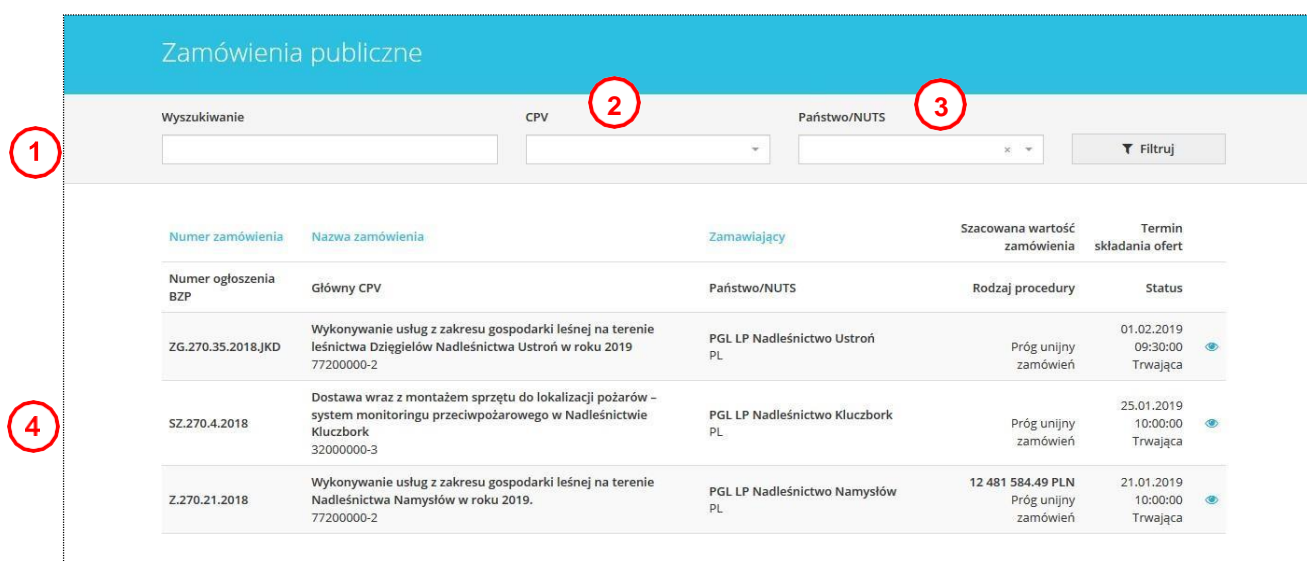 Zamówienia publiczne
2
3
Wyszukiwanie CPV Państwo/NUTS
1
× Filtruj
Szacowana wartość Termin
Numer zamówienia Nazwa zamówienia Zamawiający zamówienia składania ofert
Numer ogłoszenia
BZP Główny CPV Państwo/NUTS Rodzaj procedury Status
ZG.270.35.2018.JKD
Wykonywanie usług z zakresu gospodarki leśnej na terenie
leśnictwa Dzięgielów Nadleśnictwa Ustroń w roku 2019
77200000-2
PGL LP Nadleśnictwo Ustroń
PL
Próg unijny
zamówień
01.02.2019
09:30:00
Trwająca
4
SZ.270.4.2018
Dostawa wraz z montażem sprzętu do lokalizacji pożarów –
system monitoringu przeciwpożarowego w Nadleśnictwie
Kluczbork
32000000-3
PGL LP Nadleśnictwo Kluczbork
PL
Próg unijny
zamówień
25.01.2019
10:00:00
Trwająca
Z.270.21.2018
Wykonywanie usług z zakresu gospodarki leśnej na terenie
Nadleśnictwa Namysłów w roku 2019.
77200000-2
PGL LP Nadleśnictwo Namysłów
PL
12 481 584.49 PLN
Próg unijny
zamówień
21.01.2019
10:00:00
Trwająca